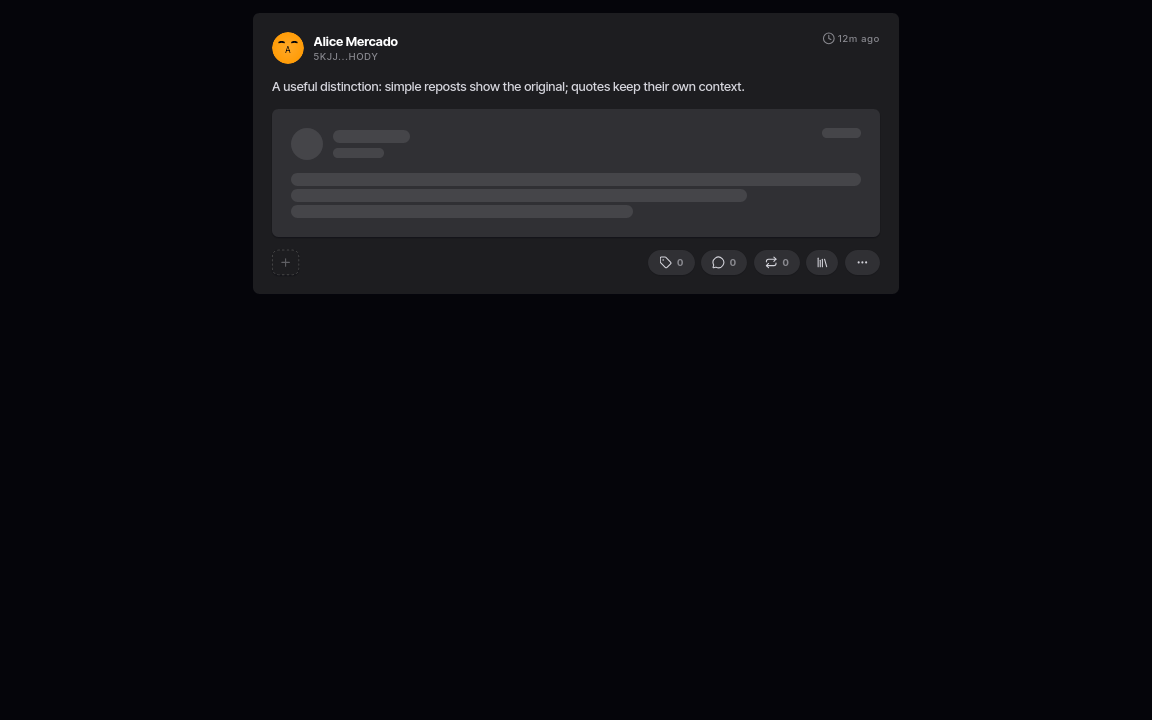 Alice Mercado
5KJJ...HODY
12m ago
A useful distinction: simple reposts show the original; quotes keep their own context.
A
0
0
0